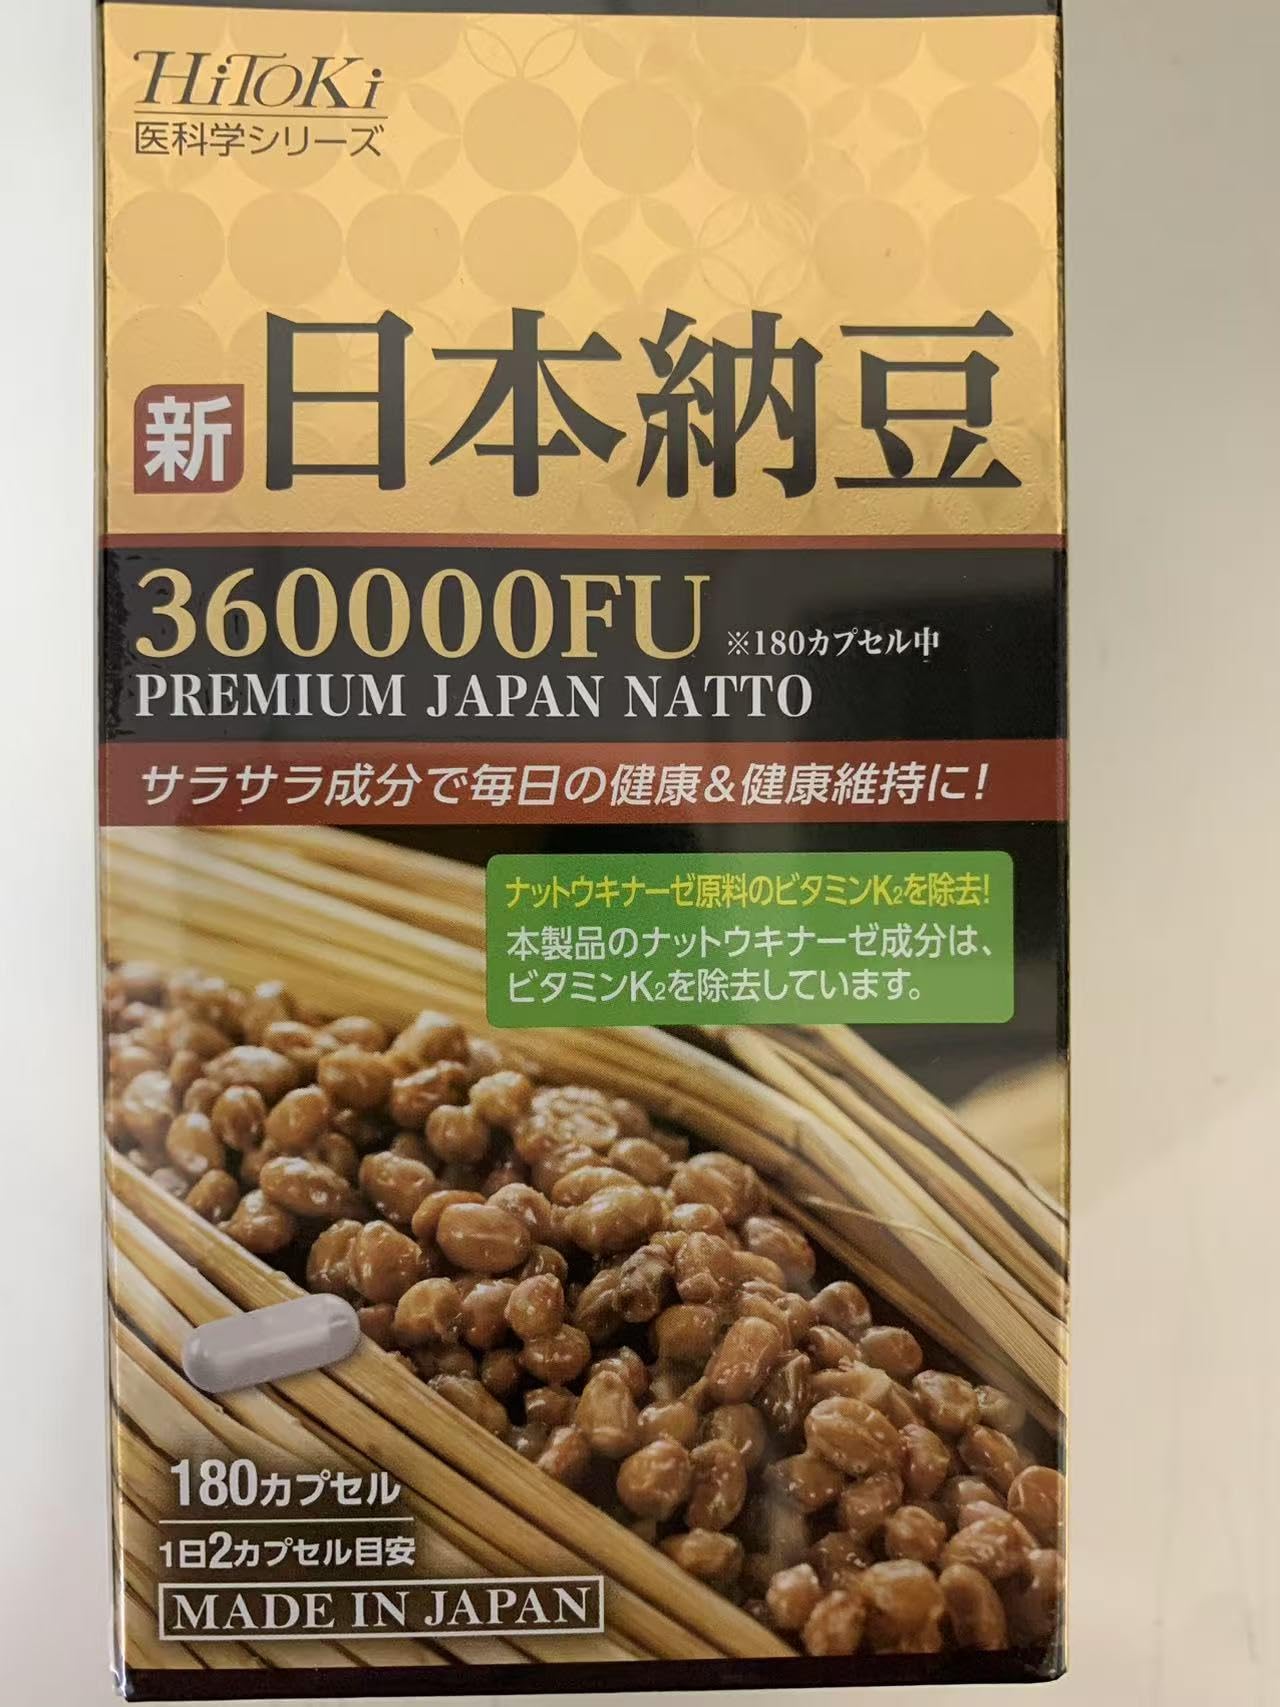 HiToKi
医科学シリーズ
新 日本納豆
360000FU ※180カプセル中
PREMIUM JAPAN NATTO
サラサラ成分で毎日の健康&健康維持に!
ナットウキナーゼ原料のビタミンK2を除去!
本製品のナットウキナーゼ成分は、
ビタミンK2を除去しています。
180カプセル
1日2カプセル目安
MADE IN JAPAN